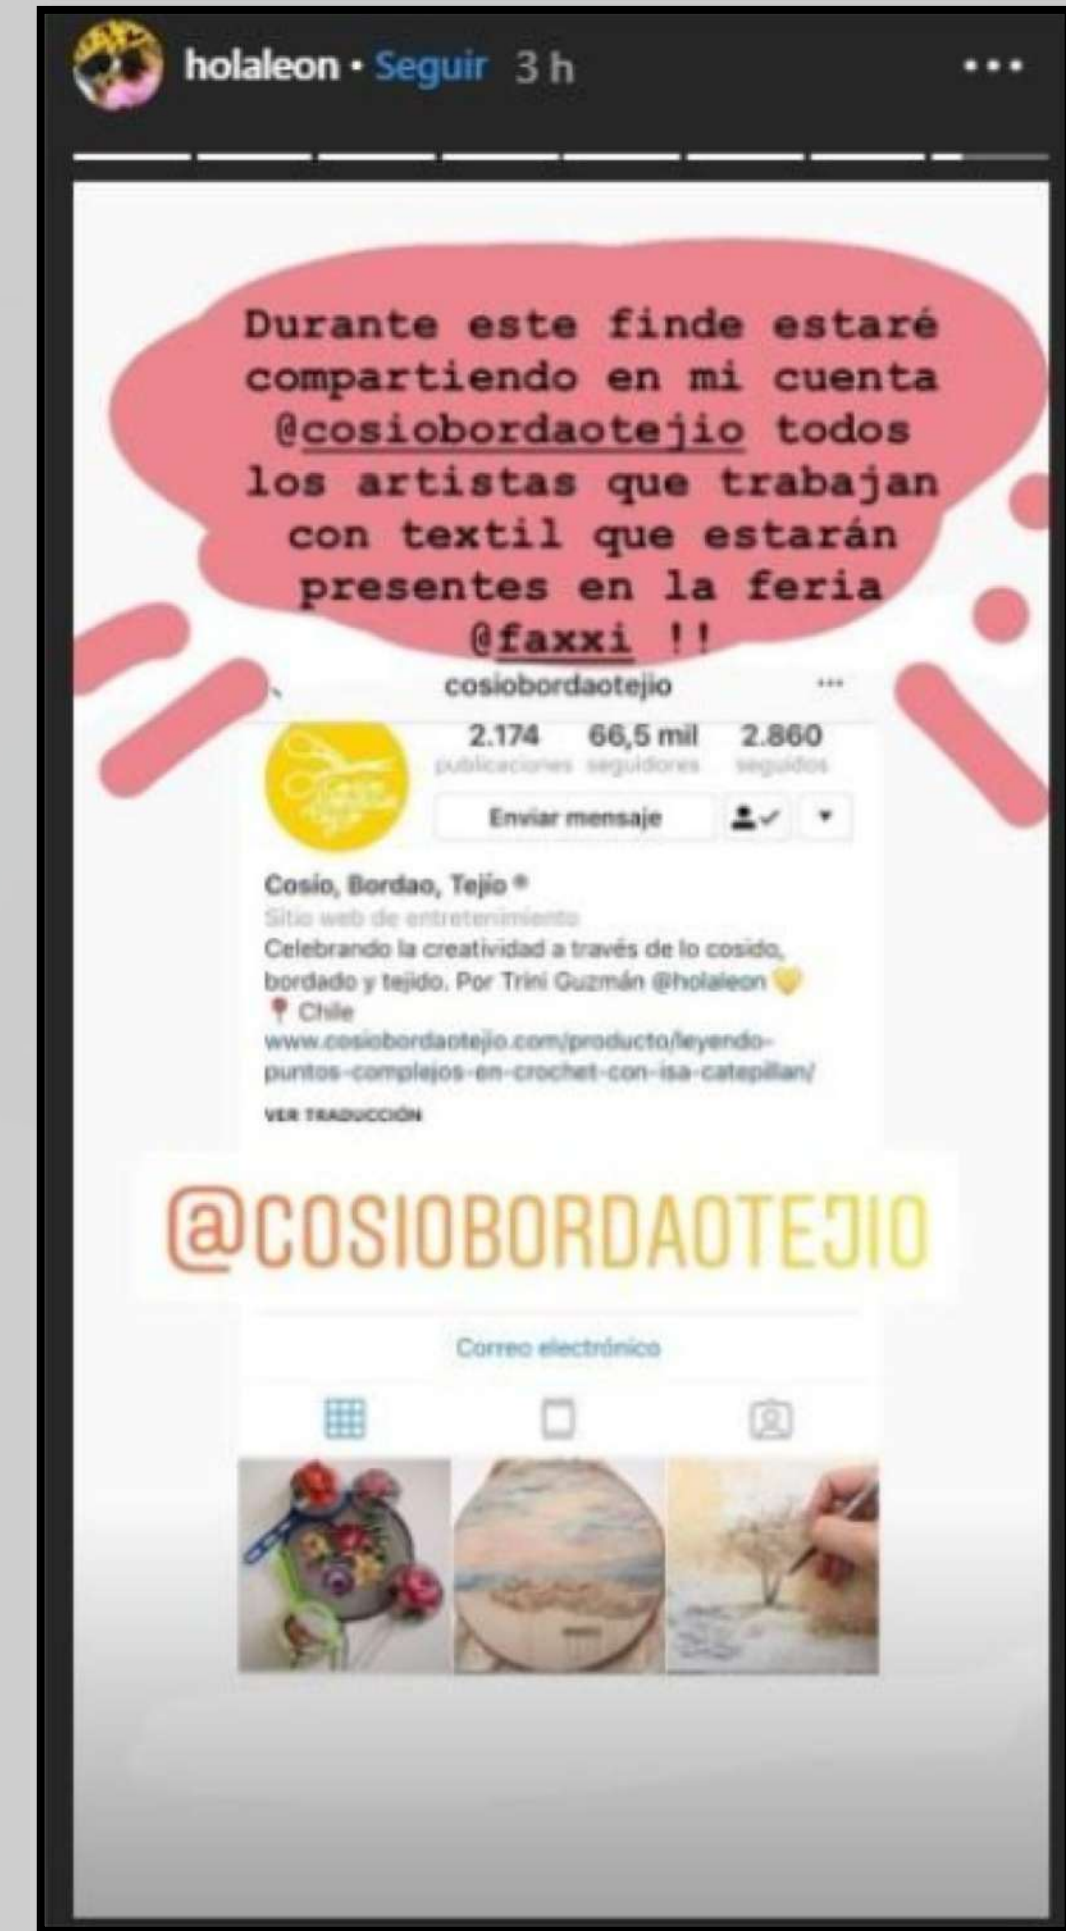 holaleon • Seguir 3 h
Durante este finde estaré
compartiendo en mi cuenta
@cosiobordaotejio todos
los artistas que trabajan
con textil que estarán
presentes en la feria
@faxxi !!
cosiobordaotejio
2.174 66,5 mil 2.860
publicaciones seguidores seguidos
Enviar mensaje
Cosío, Bordao, Tejío ®
Sitio web de entretenimiento
Celebrando la creatividad a través de lo cosido,
bordado y tejido. Por Trini Guzmán @holaleon 💛
📍 Chile
www.cosiobordaotejio.com/producto/leyendo-
puntos-complejos-en-crochet-con-isa-catepillan/
VER TRADUCCIÓN
@COSIOBORDAOTEJIO
Correo electrónico